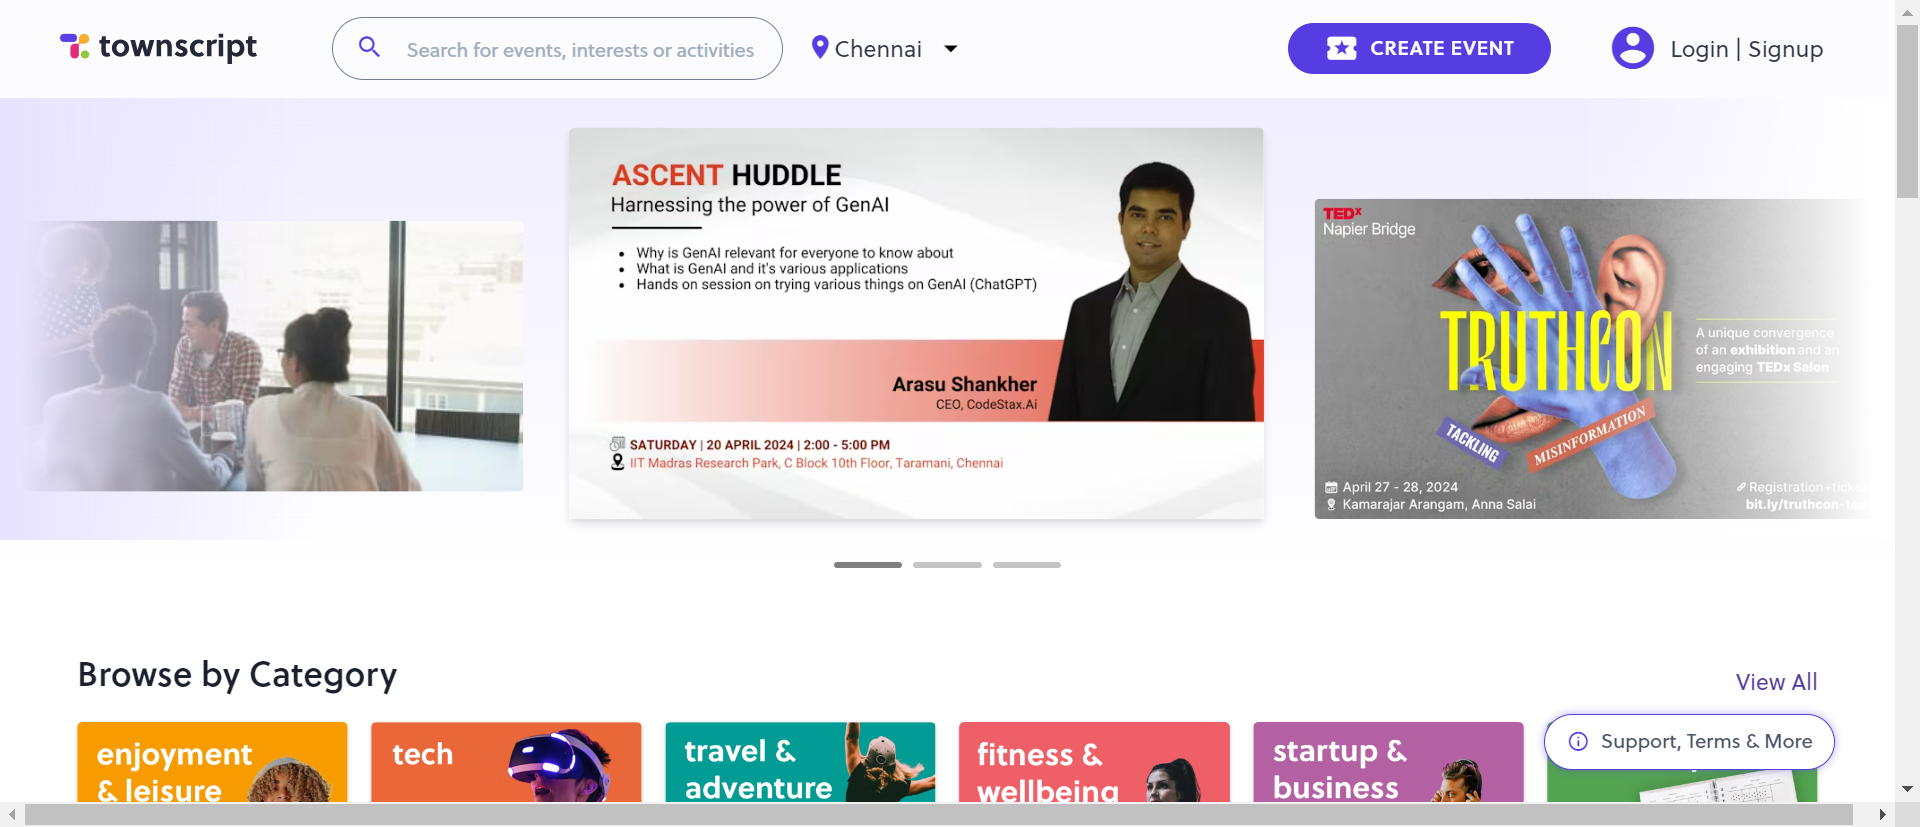 townscript
Search for events, interests or activities
Chennai
CREATE EVENT
Login | Signup
ASCENT HUDDLE
Harnessing the power of GenAI
• Why is GenAI relevant for everyone to know about
• What is GenAI and it's various applications
• Hands on session on trying various things on GenAI (ChatGPT)
Arasu Shankher
CEO, CodeStax.Ai
SATURDAY | 20 APRIL 2024 | 2:00 - 5:00 PM
IIT Madras Research Park, C Block 10th Floor, Taramani, Chennai
TEDx
Napier Bridge
TRUTHCON
A unique convergence
of an exhibition and an
engaging TEDx Salon
TACKLING
MISINFORMATION
April 27 - 28, 2024
Kamarajar Arangam, Anna Salai
Registration+
bit.ly/truthcon-
Browse by Category
View All
enjoyment
& leisure
tech
travel &
adventure
fitness &
wellbeing
startup &
business
Support, Terms & More